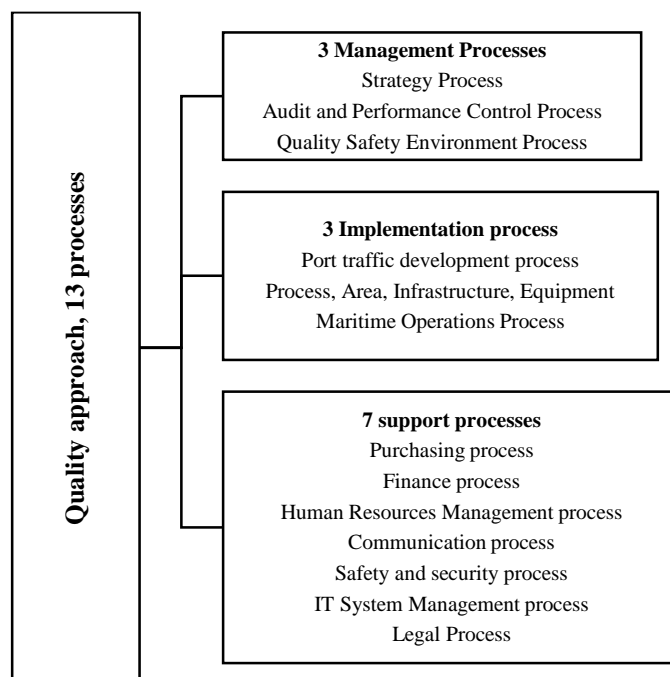 Quality approach, 13 processes
3 Management Processes
Strategy Process
Audit and Performance Control Process
Quality Safety Environment Process
3 Implementation process
Port traffic development process
Process, Area, Infrastructure, Equipment
Maritime Operations Process
7 support processes
Purchasing process
Finance process
Human Resources Management process
Communication process
Safety and security process
IT System Management process
Legal Process